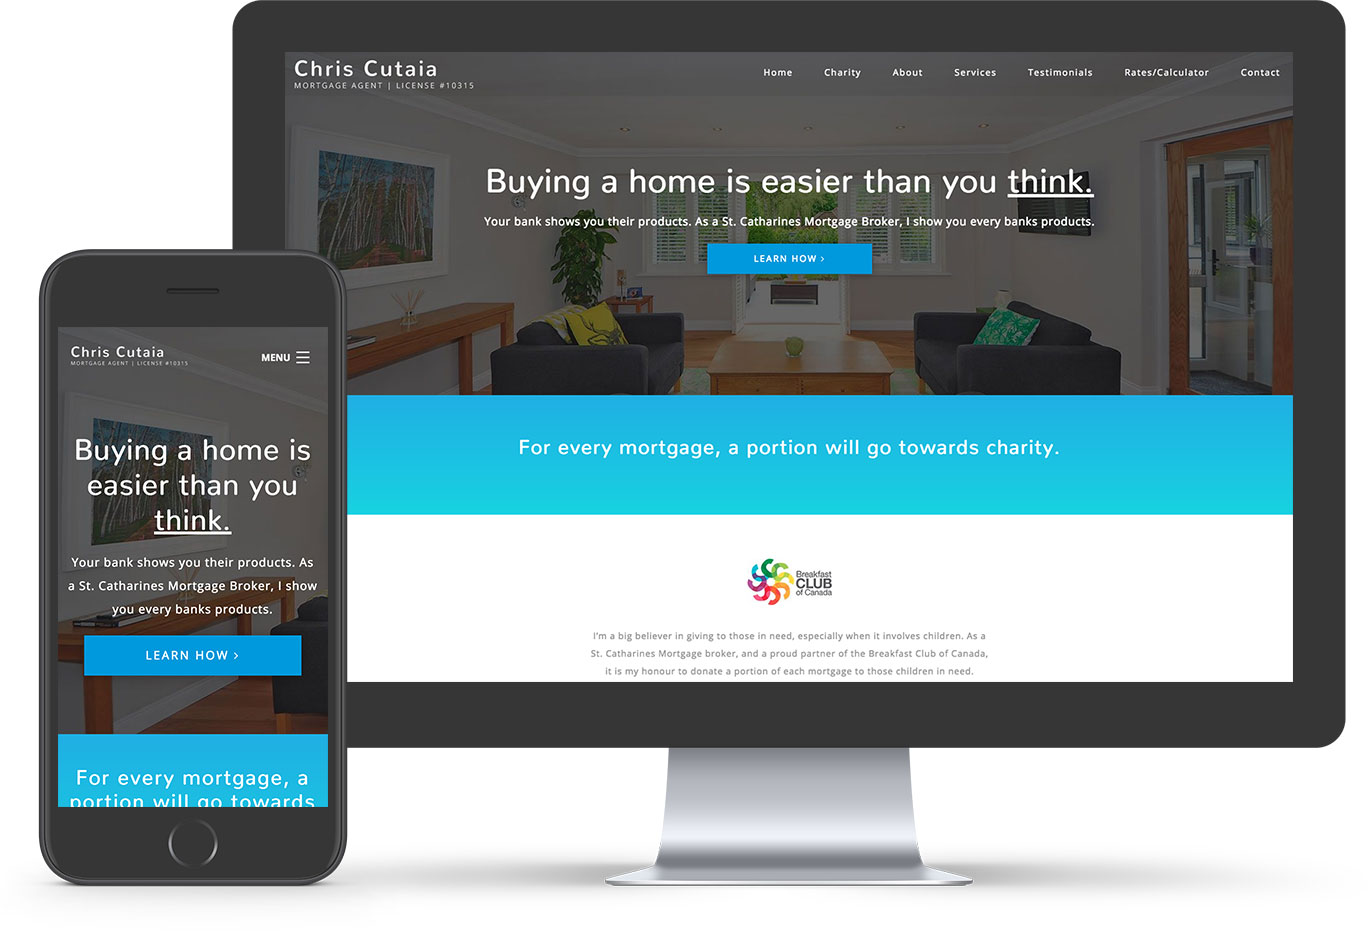 Chris Cutaia
MORTGAGE AGENT | LICENSE #10315
Home Charity About Services Testimonials Rates/Calculator Contact
Buying a home is easier than you think.
Your bank shows you their products. As a St. Catharines Mortgage Broker, I show you every banks products.
LEARN HOW ›
For every mortgage, a portion will go towards charity.
Breakfast
CLUB
of Canada
I'm a big believer in giving to those in need, especially when it involves children. As a
St. Catharines Mortgage broker, and a proud partner of the Breakfast Club of Canada,
it is my honour to donate a portion of each mortgage to those children in need.
Chris Cutaia
MORTGAGE AGENT | LICENSE #10315
MENU
Buying a home is
easier than you
think.
Your bank shows you their products. As
a St. Catharines Mortgage Broker, I show
you every banks products.
LEARN HOW ›
For every mortgage, a
portion will go towards